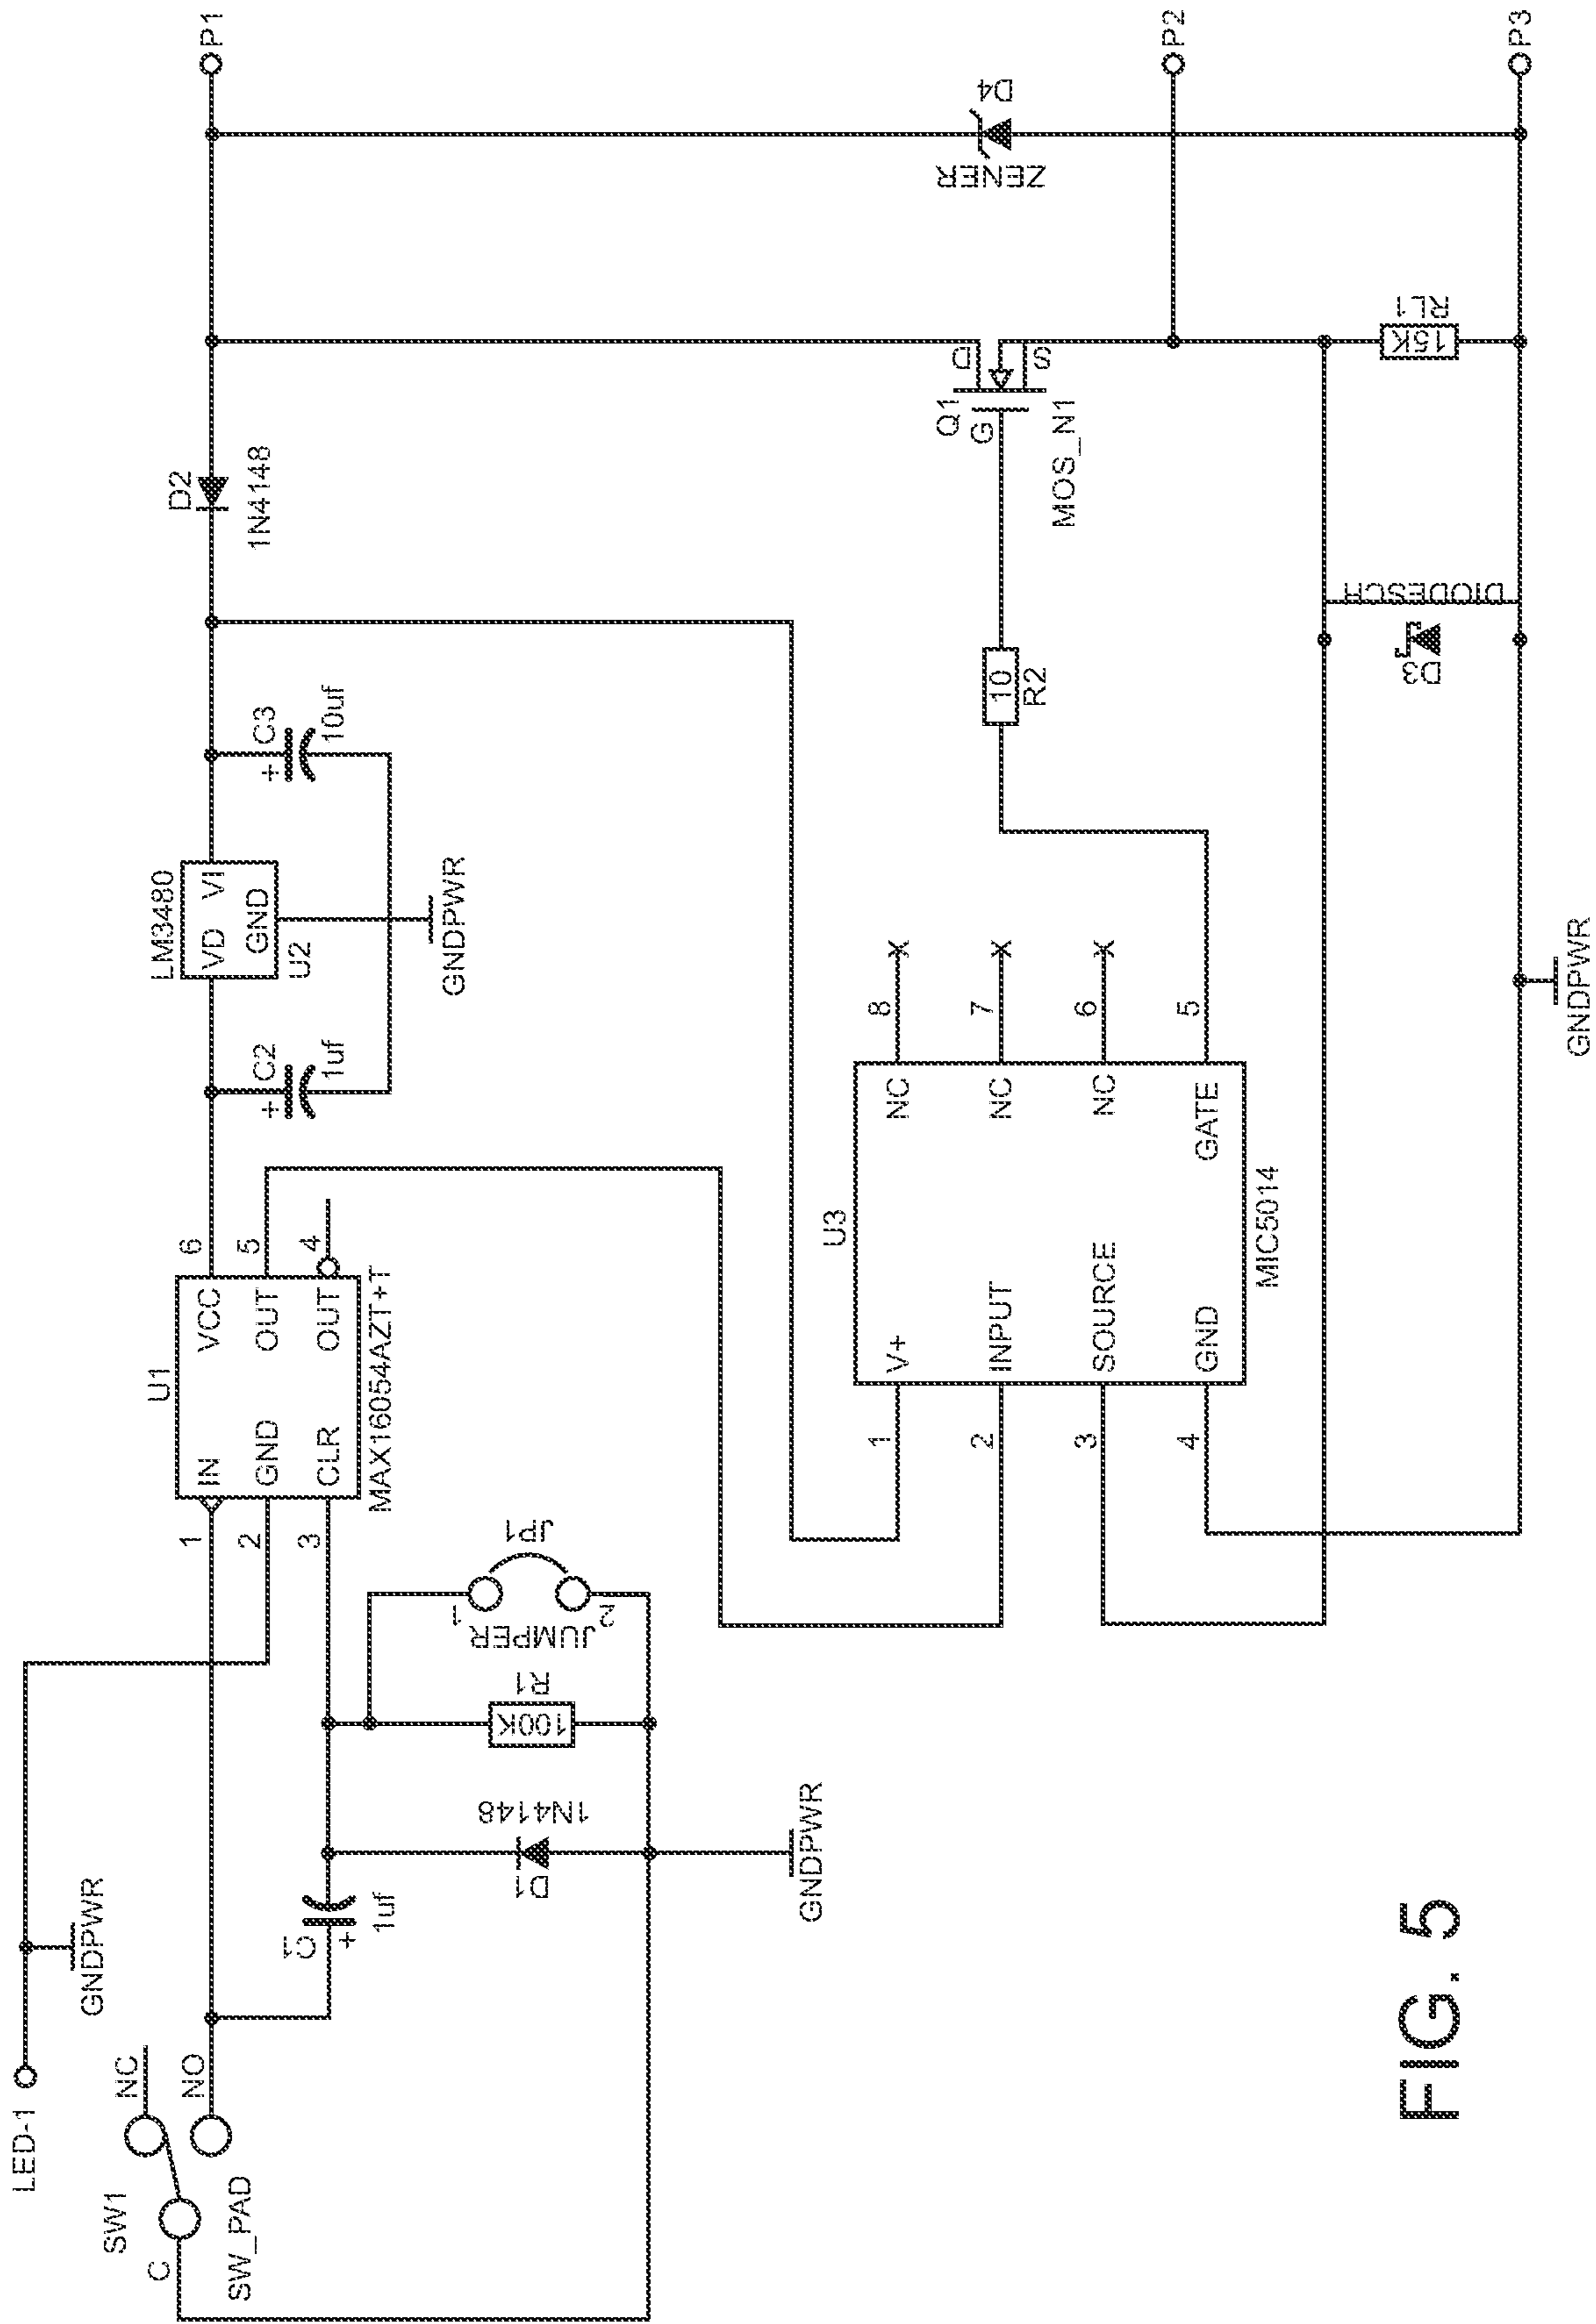 LED-1
GNDPWR
SW1
C
NC
NO
SW_PAD
C1
+
1uf
D1
1N4148
R1
100K
JUMPER
JP1
1
2
GNDPWR
U1
1
IN
2
GND
3
CLR
VCC
6
OUT
5
OUT
4
MAX16054AZT+T
C2
+
1uf
LM3480
VD
VI
GND
U2
C3
+
10uf
GNDPWR
D2
1N4148
P1
U3
1
V+
2
INPUT
3
SOURCE
4
GND
NC
8
NC
7
NC
6
GATE
5
MIC5014
10
R2
Q1
G
D
S
MOS_N1
ZENER
D4
P2
D3
DIODESCH
15K
RL1
P3
GNDPWR
FIG. 5